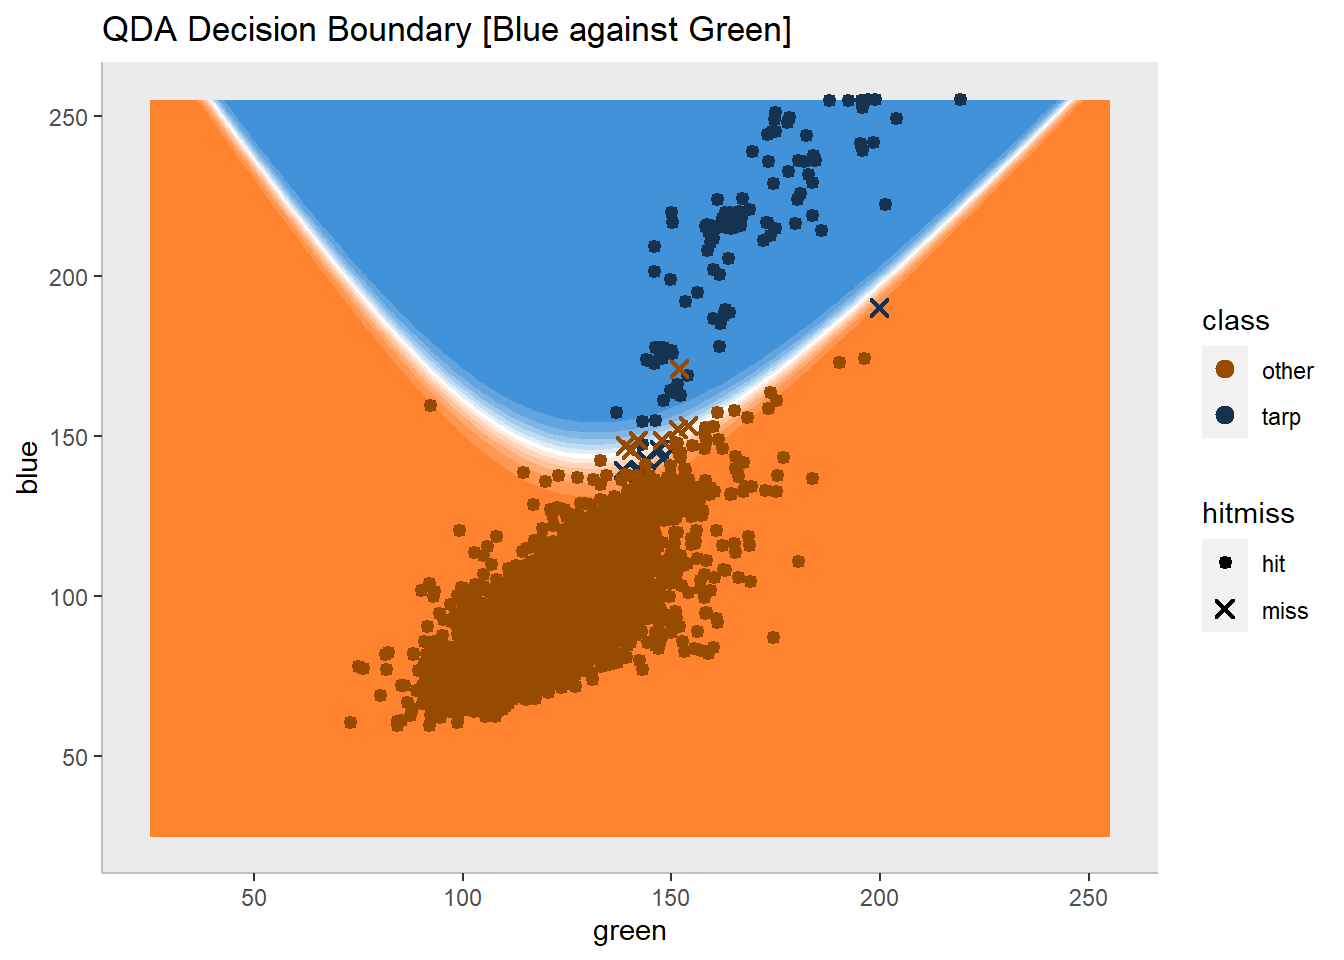 QDA Decision Boundary [Blue against Green]
250
200
150
100
50
blue
50
100
150
200
250
green
class
other
tarp
hitmiss
hit
miss